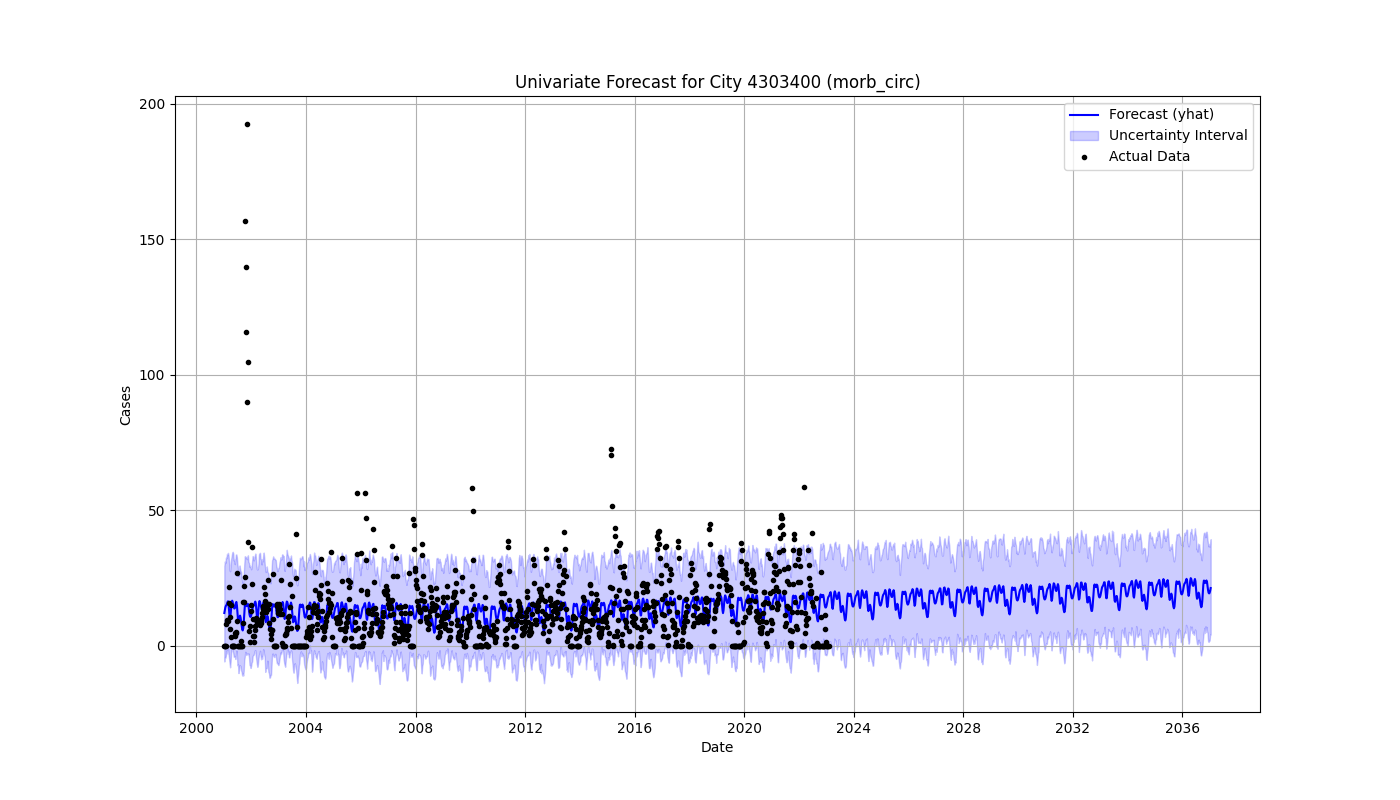 Univariate Forecast for City 4303400 (morb_circ)
Forecast (yhat)
Uncertainty Interval
Actual Data
Cases
200
150
100
50
0
2000 2004 2008 2012 2016 2020 2024 2028 2032 2036
Date